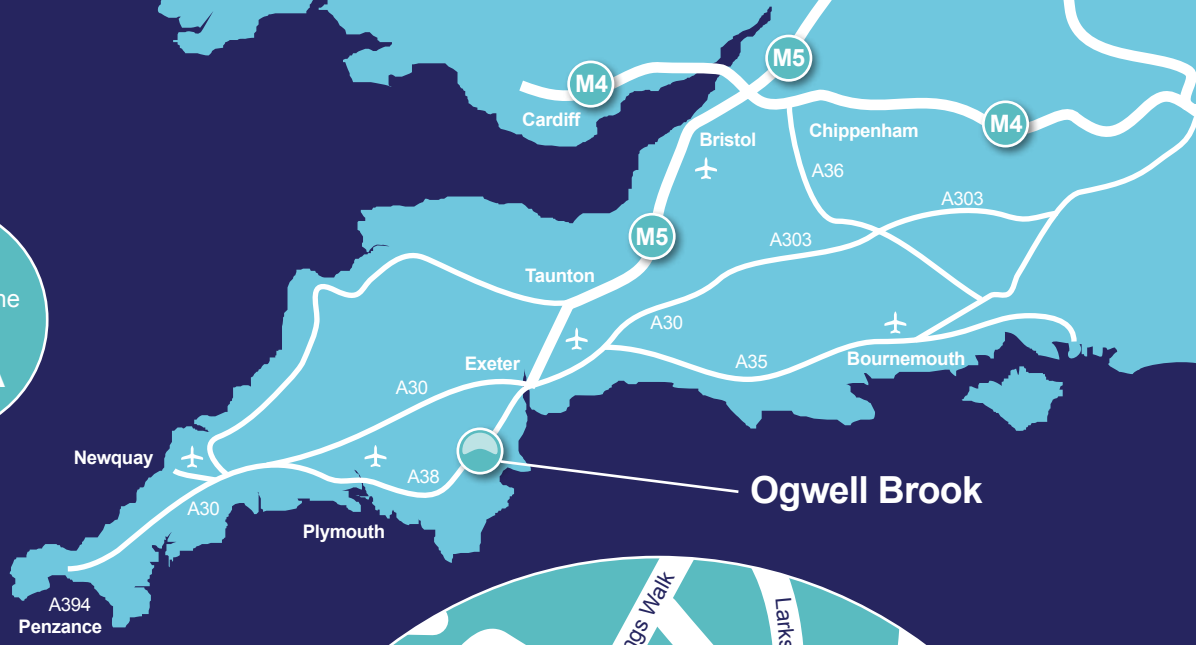 M5
M4
Cardiff
Bristol
Chippenham
M4
A36
A303
M5
A303
Taunton
A30
Exeter
A35
Bournemouth
A30
Newquay
A38
Ogwell Brook
A30
Plymouth
A394
Penzance
Walk